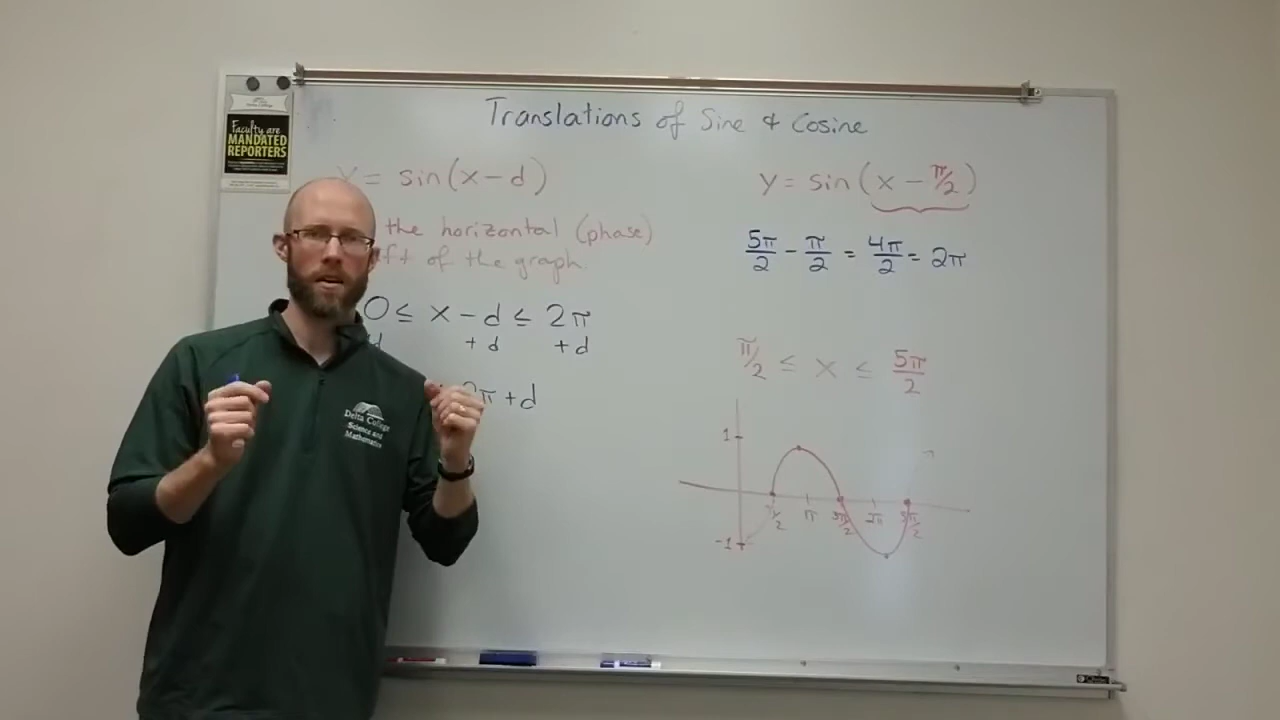 Translations of Sine & Cosine
Faculty are
MANDATED
REPORTERS
y = sin(x-d)
the horizontal (phase)
ft of the graph.
0 ≤ x - d ≤ 2π
+d +d
2π + d
y = sin(x - π/2)
5π/2 - π/2 = 4π/2 = 2π
π/2 ≤ x ≤ 5π/2
1
-1
π/2 π 3π/2 2π 5π/2
Delta College
Science and
Mathematics